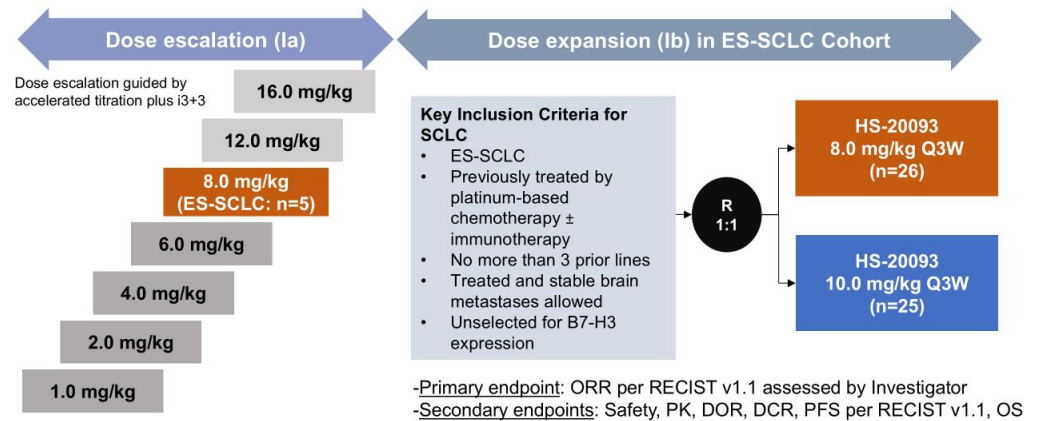 Dose escalation (Ia)
Dose expansion (Ib) in ES-SCLC Cohort
Dose escalation guided by
accelerated titration plus i3+3
16.0 mg/kg
12.0 mg/kg
8.0 mg/kg
(ES-SCLC: n=5)
6.0 mg/kg
4.0 mg/kg
2.0 mg/kg
1.0 mg/kg
Key Inclusion Criteria for
SCLC
• ES-SCLC
• Previously treated by
platinum-based
chemotherapy ±
immunotherapy
• No more than 3 prior lines
• Treated and stable brain
metastases allowed
• Unselected for B7-H3
expression
R
1:1
HS-20093
8.0 mg/kg Q3W
(n=26)
HS-20093
10.0 mg/kg Q3W
(n=25)
-Primary endpoint: ORR per RECIST v1.1 assessed by Investigator
-Secondary endpoints: Safety, PK, DOR, DCR, PFS per RECIST v1.1, OS